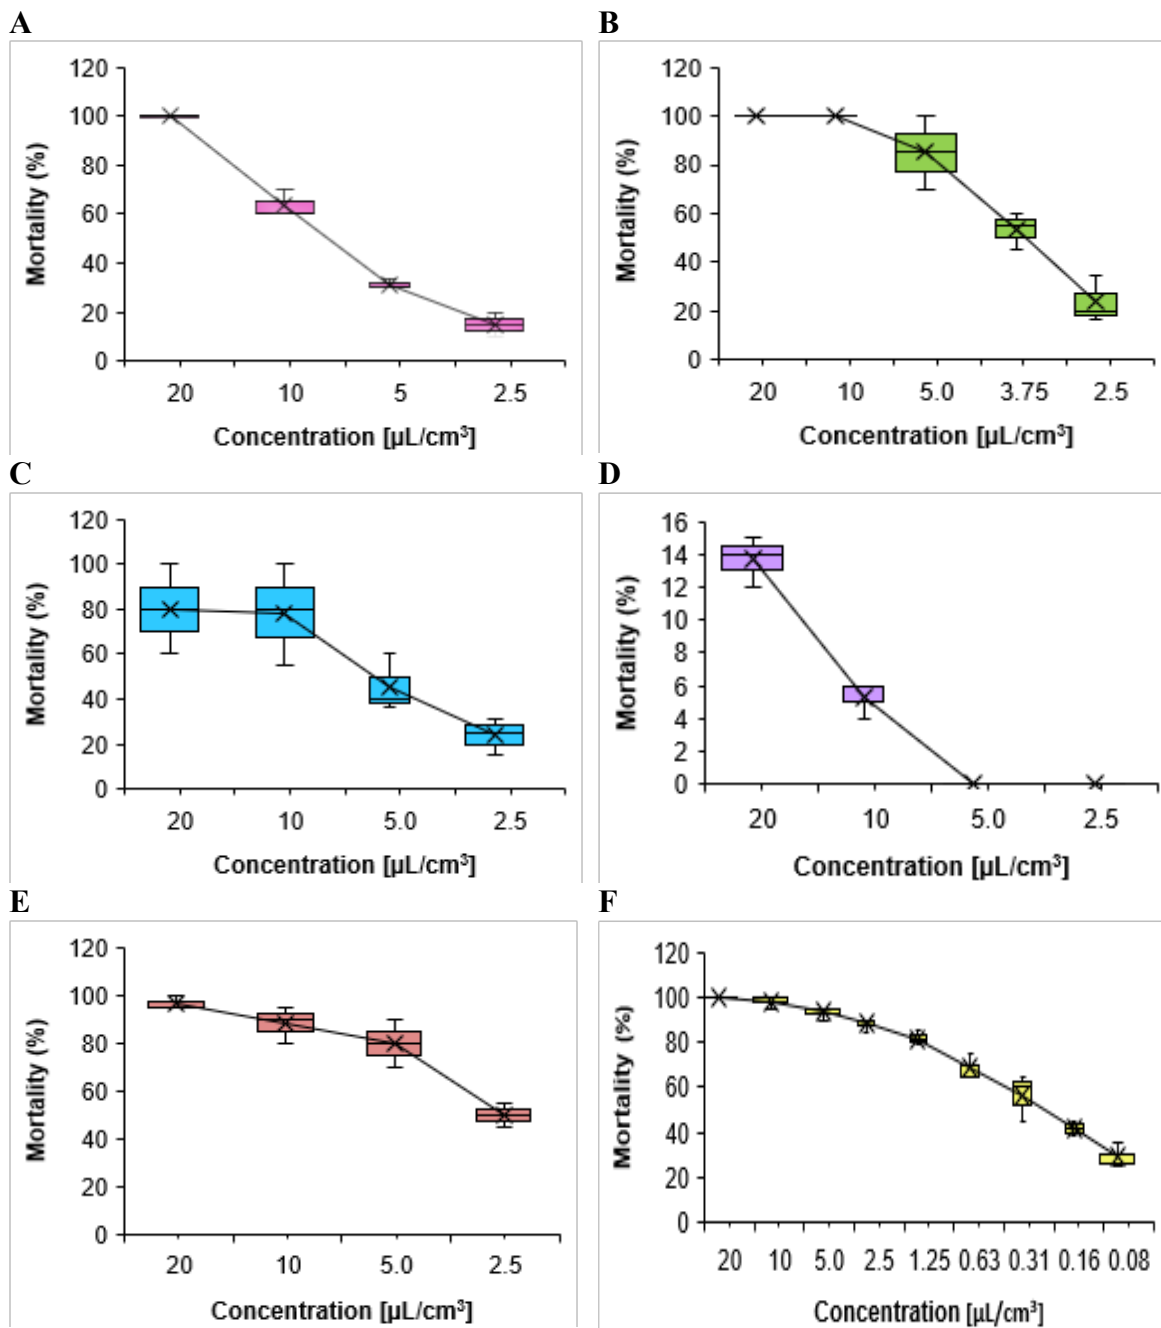 A
Mortality (%)
120
100
80
60
40
20
0
20 10 5 2.5
Concentration [µL/cm³]
B
Mortality (%)
120
100
80
60
40
20
0
20 10 5.0 3.75 2.5
Concentration [µL/cm³]
C
Mortality (%)
120
100
80
60
40
20
0
20 10 5.0 2.5
Concentration [µL/cm³]
D
Mortality (%)
16
14
12
10
8
6
4
2
0
20 10 5.0 2.5
Concentration [µL/cm³]
E
Mortality (%)
120
100
80
60
40
20
0
20 10 5.0 2.5
Concentration [µL/cm³]
F
Mortality (%)
120
100
80
60
40
20
0
20 10 5.0 2.5 1.25 0.63 0.31 0.16 0.08
Concentration [µL/cm³]